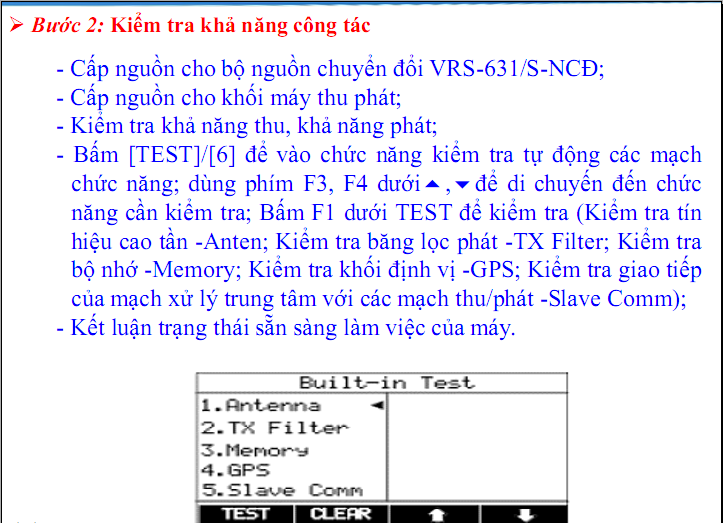 ➢ Bước 2: Kiểm tra khả năng công tác
- Cấp nguồn cho bộ nguồn chuyển đổi VRS-631/S-NCĐ;
- Cấp nguồn cho khối máy thu phát;
- Kiểm tra khả năng thu, khả năng phát;
- Bấm [TEST]/[6] để vào chức năng kiểm tra tự động các mạch
chức năng; dùng phím F3, F4 dưới ▲ , ▼ để di chuyển đến chức
năng cần kiểm tra; Bấm F1 dưới TEST để kiểm tra (Kiểm tra tín
hiệu cao tần -Anten; Kiểm tra băng lọc phát -TX Filter; Kiểm tra
bộ nhớ -Memory; Kiểm tra khối định vị -GPS; Kiểm tra giao tiếp
của mạch xử lý trung tâm với các mạch thu/phát -Slave Comm);
- Kết luận trạng thái sẵn sàng làm việc của máy.
Built-in Test
1.Antenna ◄
2.TX Filter
3.Memory
4.GPS
5.Slave Comm
TEST CLEAR ⬆ ⬇